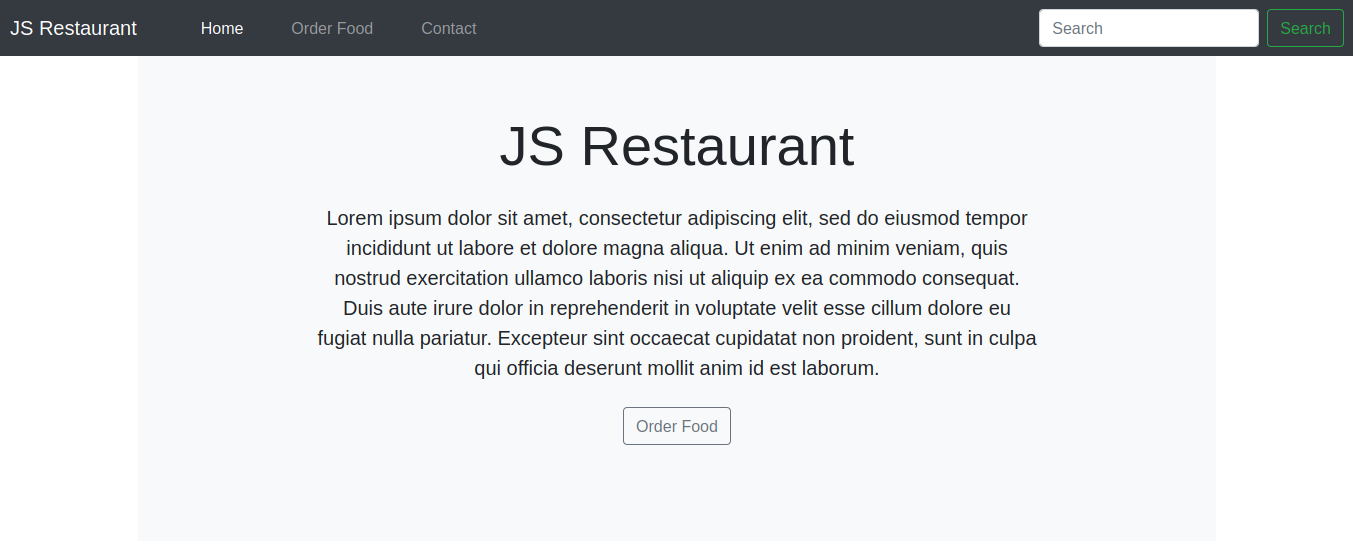 JS Restaurant Home Order Food Contact Search Search
JS Restaurant
Lorem ipsum dolor sit amet, consectetur adipiscing elit, sed do eiusmod tempor
incididunt ut labore et dolore magna aliqua. Ut enim ad minim veniam, quis
nostrud exercitation ullamco laboris nisi ut aliquip ex ea commodo consequat.
Duis aute irure dolor in reprehenderit in voluptate velit esse cillum dolore eu
fugiat nulla pariatur. Excepteur sint occaecat cupidatat non proident, sunt in culpa
qui officia deserunt mollit anim id est laborum.
Order Food